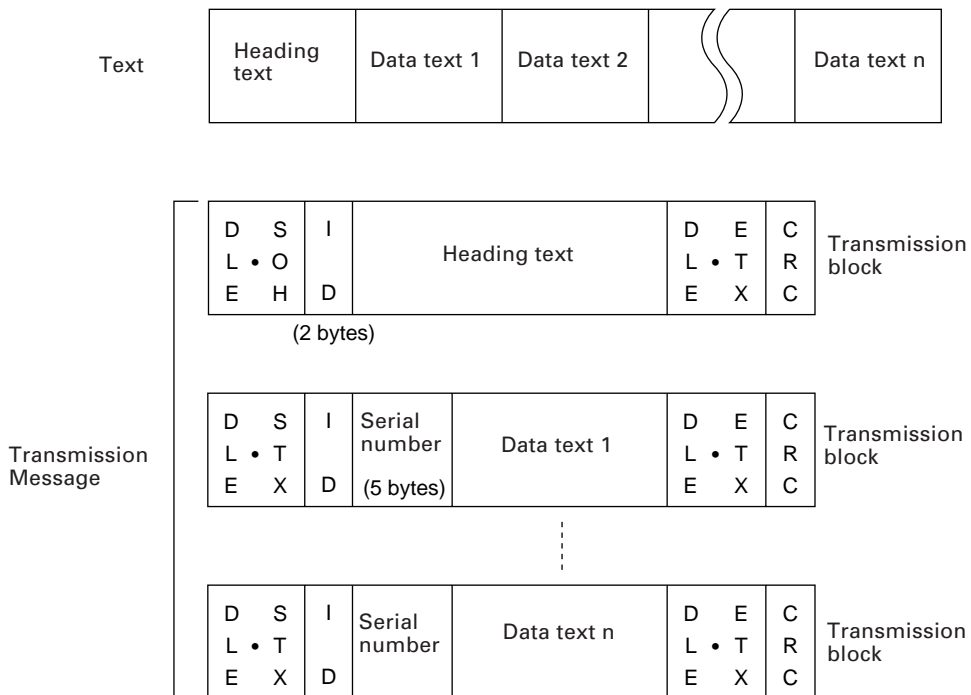 Text
Heading
text
Data text 1
Data text 2
Data text n
Transmission
Message
D S I D E C
L • O Heading text L • T R
E H D E X C
Transmission
block
(2 bytes)
D S I D E C
L • T L • T R
E X D E X C
Serial
number
(5 bytes)
Data text 1
Transmission
block
D S I D E C
L • T L • T R
E X D E X C
Serial
number
Data text n
Transmission
block